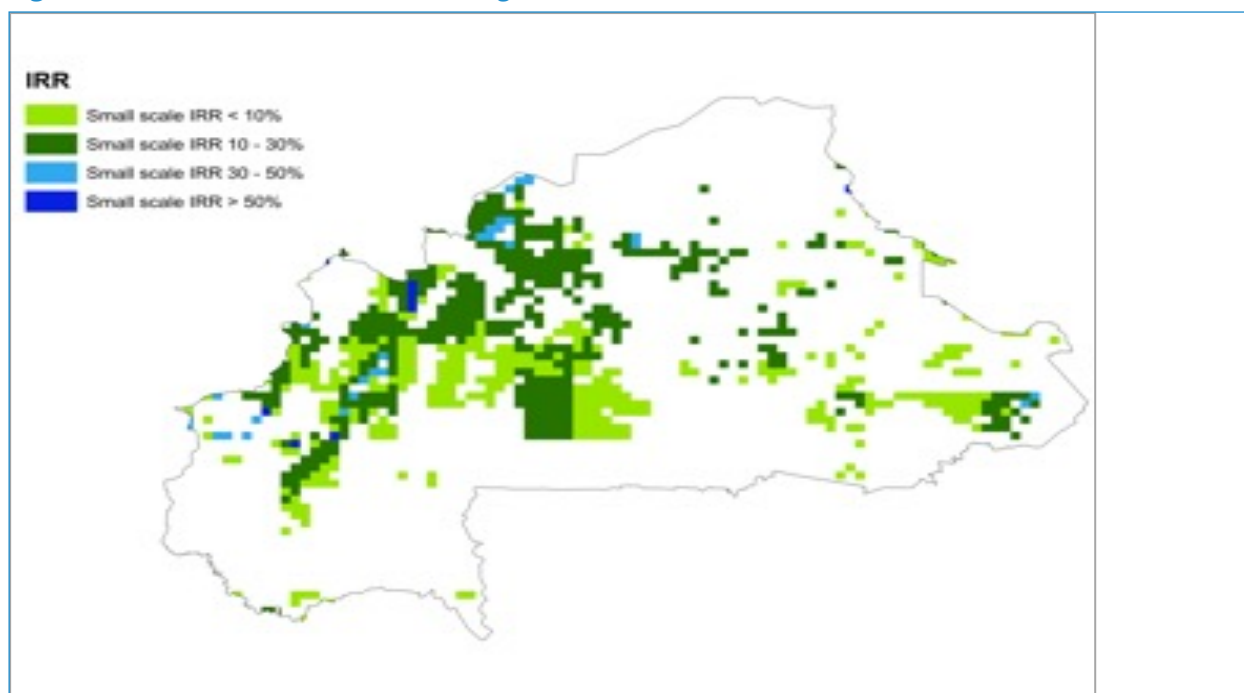 IRR
Small scale IRR < 10%
Small scale IRR 10 - 30%
Small scale IRR 30 - 50%
Small scale IRR > 50%